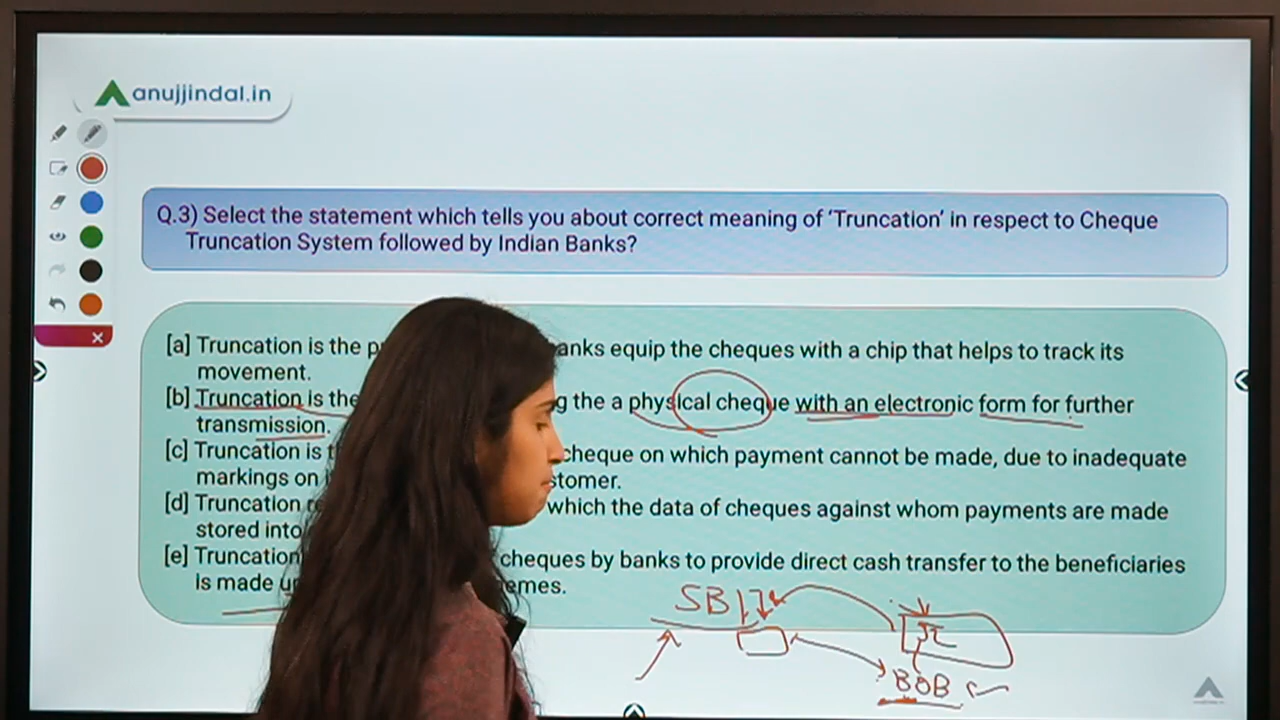 anujjindal.in
Q.3) Select the statement which tells you about correct meaning of ‘Truncation’ in respect to Cheque
Truncation System followed by Indian Banks?
[a] Truncation is the banks equip the cheques with a chip that helps to track its
movement.
[b] Truncation is the the a physical cheque with an electronic form for further
transmission.
[c] Truncation is cheque on which payment cannot be made, due to inadequate
markings on
[d] Truncation which the data of cheques against whom payments are made
stored into
[e] Truncation cheques by banks to provide direct cash transfer to the beneficiaries
is made
SBI
BOB